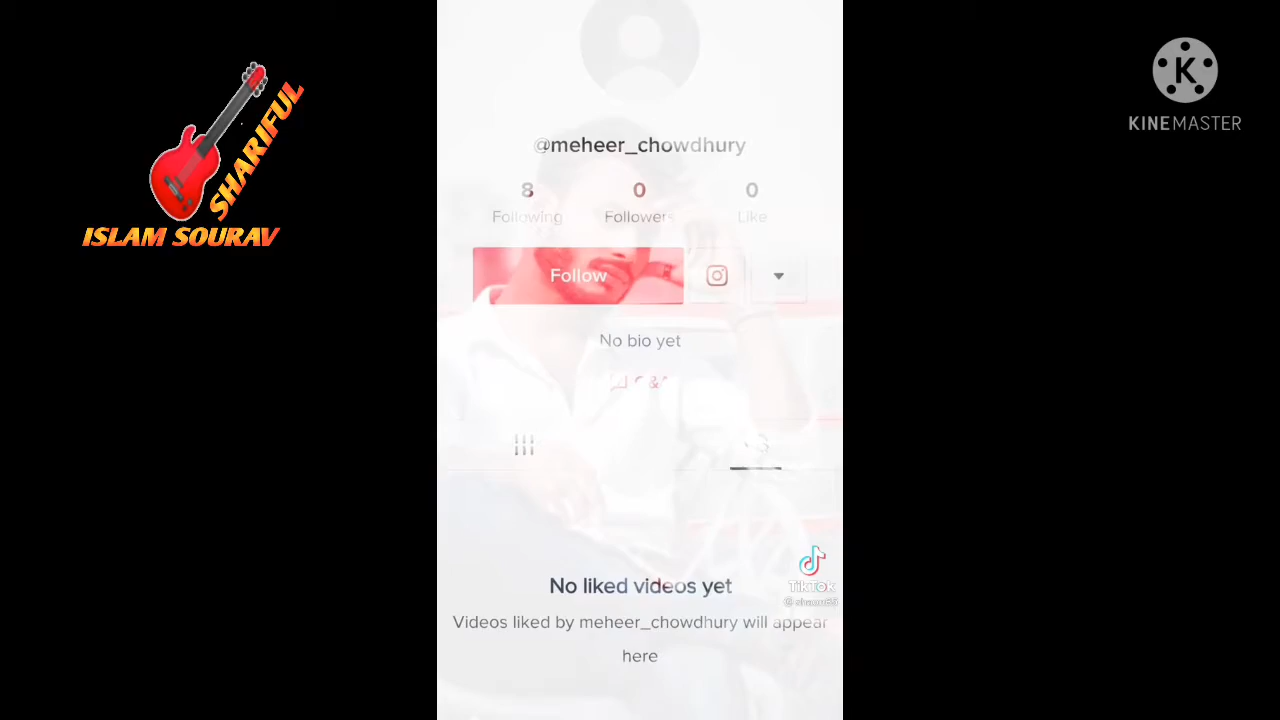 SHARIFUL
ISLAM SOURAV
KINEMASTER
@meheer_chowdhury
8 0 0
Following Followers Like
Follow
No bio yet
No liked videos yet
Videos liked by meheer_chowdhury will appear
here
TikTok